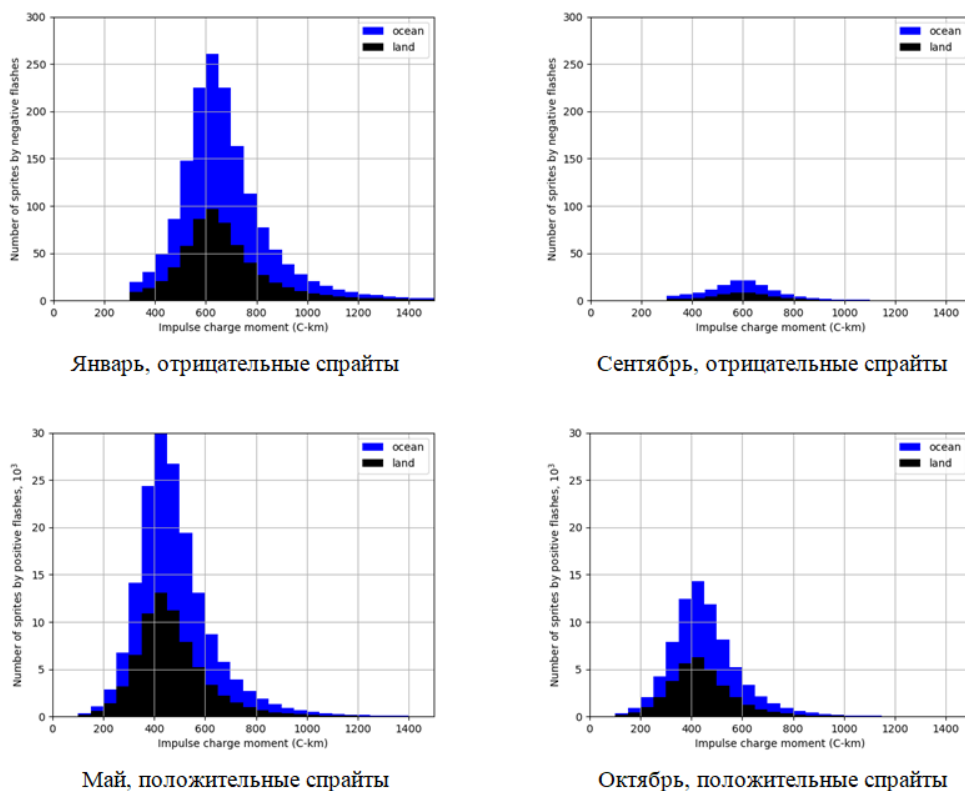 300
250
200
150
100
50
0
Number of sprites by negative flashes
ocean
land
0 200 400 600 800 1000 1200 1400
Impulse charge moment (C-km)
Январь, отрицательные спрайты
300
250
200
150
100
50
0
Number of sprites by negative flashes
ocean
land
0 200 400 600 800 1000 1200 1400
Impulse charge moment (C-km)
Сентябрь, отрицательные спрайты
30
25
20
15
10
5
0
Number of sprites by positive flashes, 10³
ocean
land
0 200 400 600 800 1000 1200 1400
Impulse charge moment (C-km)
Май, положительные спрайты
30
25
20
15
10
5
0
Number of sprites by positive flashes, 10³
ocean
land
0 200 400 600 800 1000 1200 1400
Impulse charge moment (C-km)
Октябрь, положительные спрайты